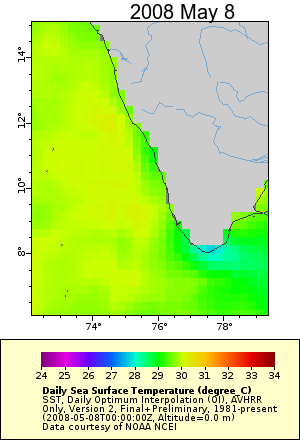 2008 May 8
14°
12°
10°
8°
74°
76°
78°
24 25 26 27 28 29 30 31 32 33 34
Daily Sea Surface Temperature (degree_C)
SST, Daily Optimum Interpolation (OI), AVHRR
Only, Version 2, Final+Preliminary, 1981-present
(2008-05-08T00:00:00Z, Altitude=0.0 m)
Data courtesy of NOAA NCEI